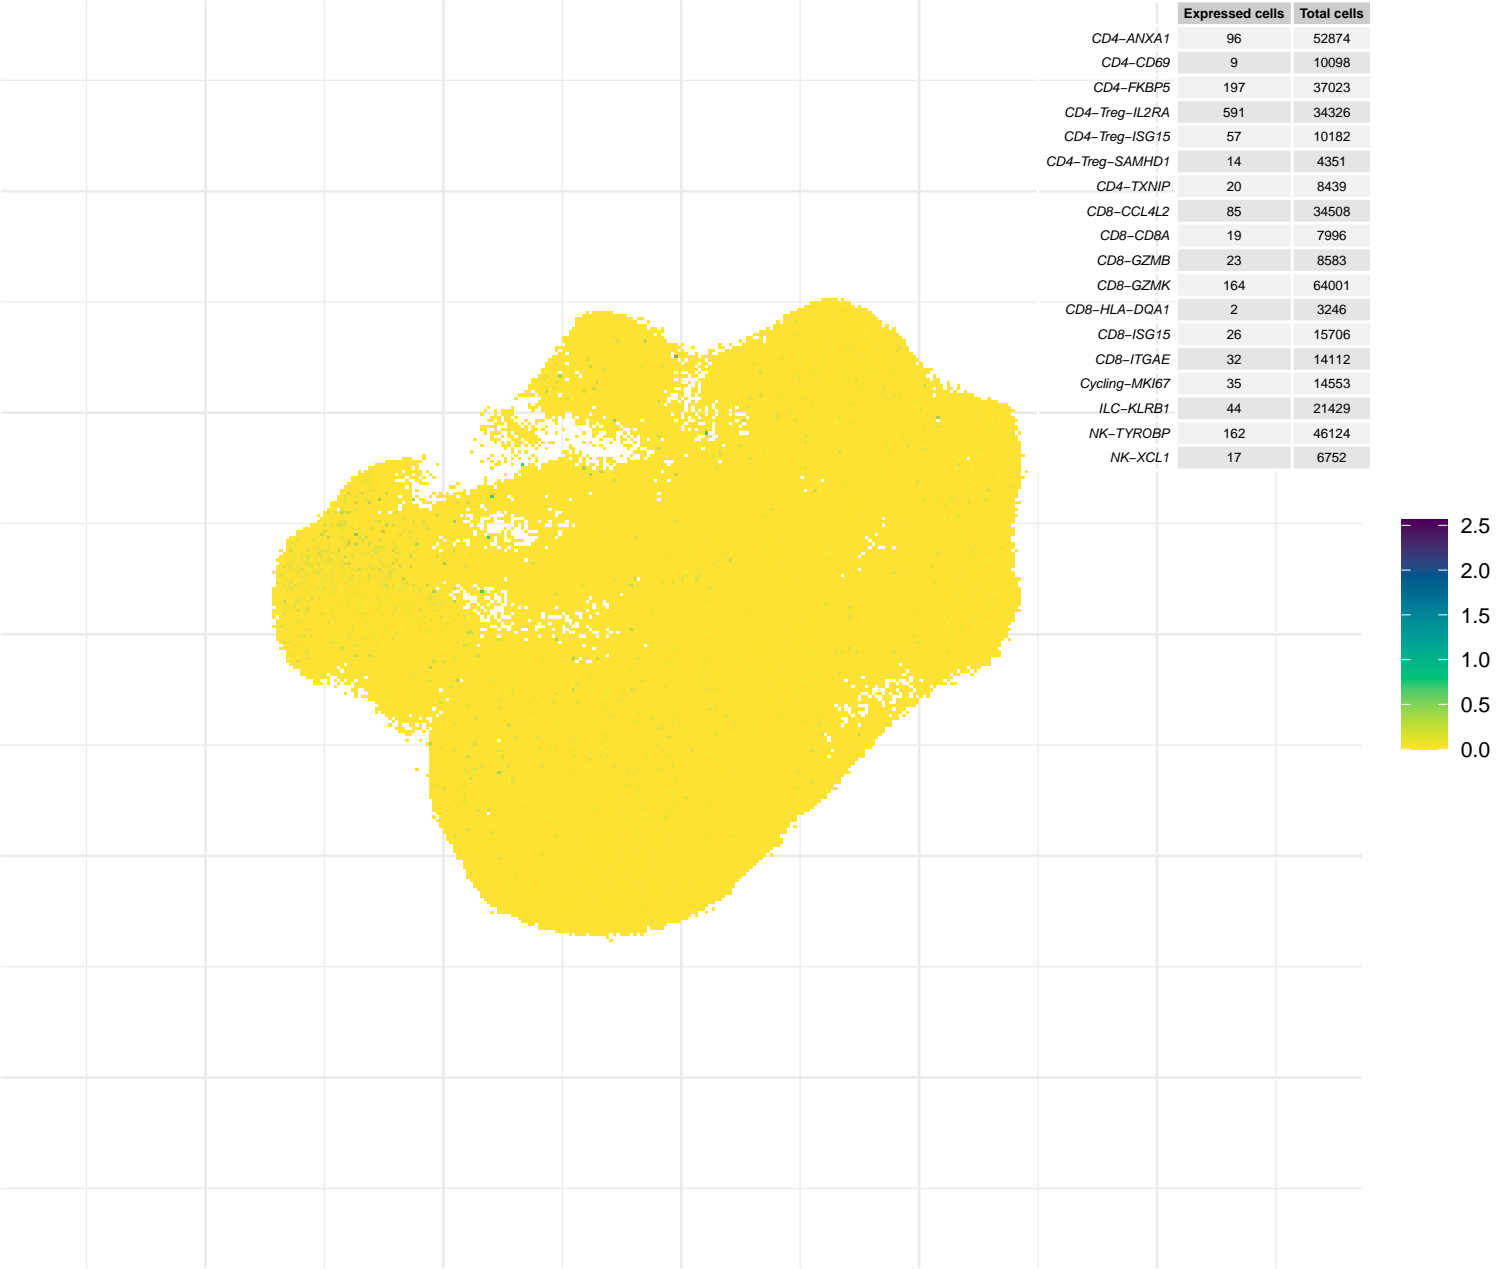 Expressed cells Total cells
CD4−ANXA1 96 52874
CD4−CD69 9 10098
CD4−FKBP5 197 37023
CD4−Treg−IL2RA 591 34326
CD4−Treg−ISG15 57 10182
CD4−Treg−SAMHD1 14 4351
CD4−TXNIP 20 8439
CD8−CCL4L2 85 34508
CD8−CD8A 19 7996
CD8−GZMB 23 8583
CD8−GZMK 164 64001
CD8−HLA−DQA1 2 3246
CD8−ISG15 26 15706
CD8−ITGAE 32 14112
Cycling−MKI67 35 14553
ILC−KLRB1 44 21429
NK−TYROBP 162 46124
NK−XCL1 17 6752
2.5
2.0
1.5
1.0
0.5
0.0